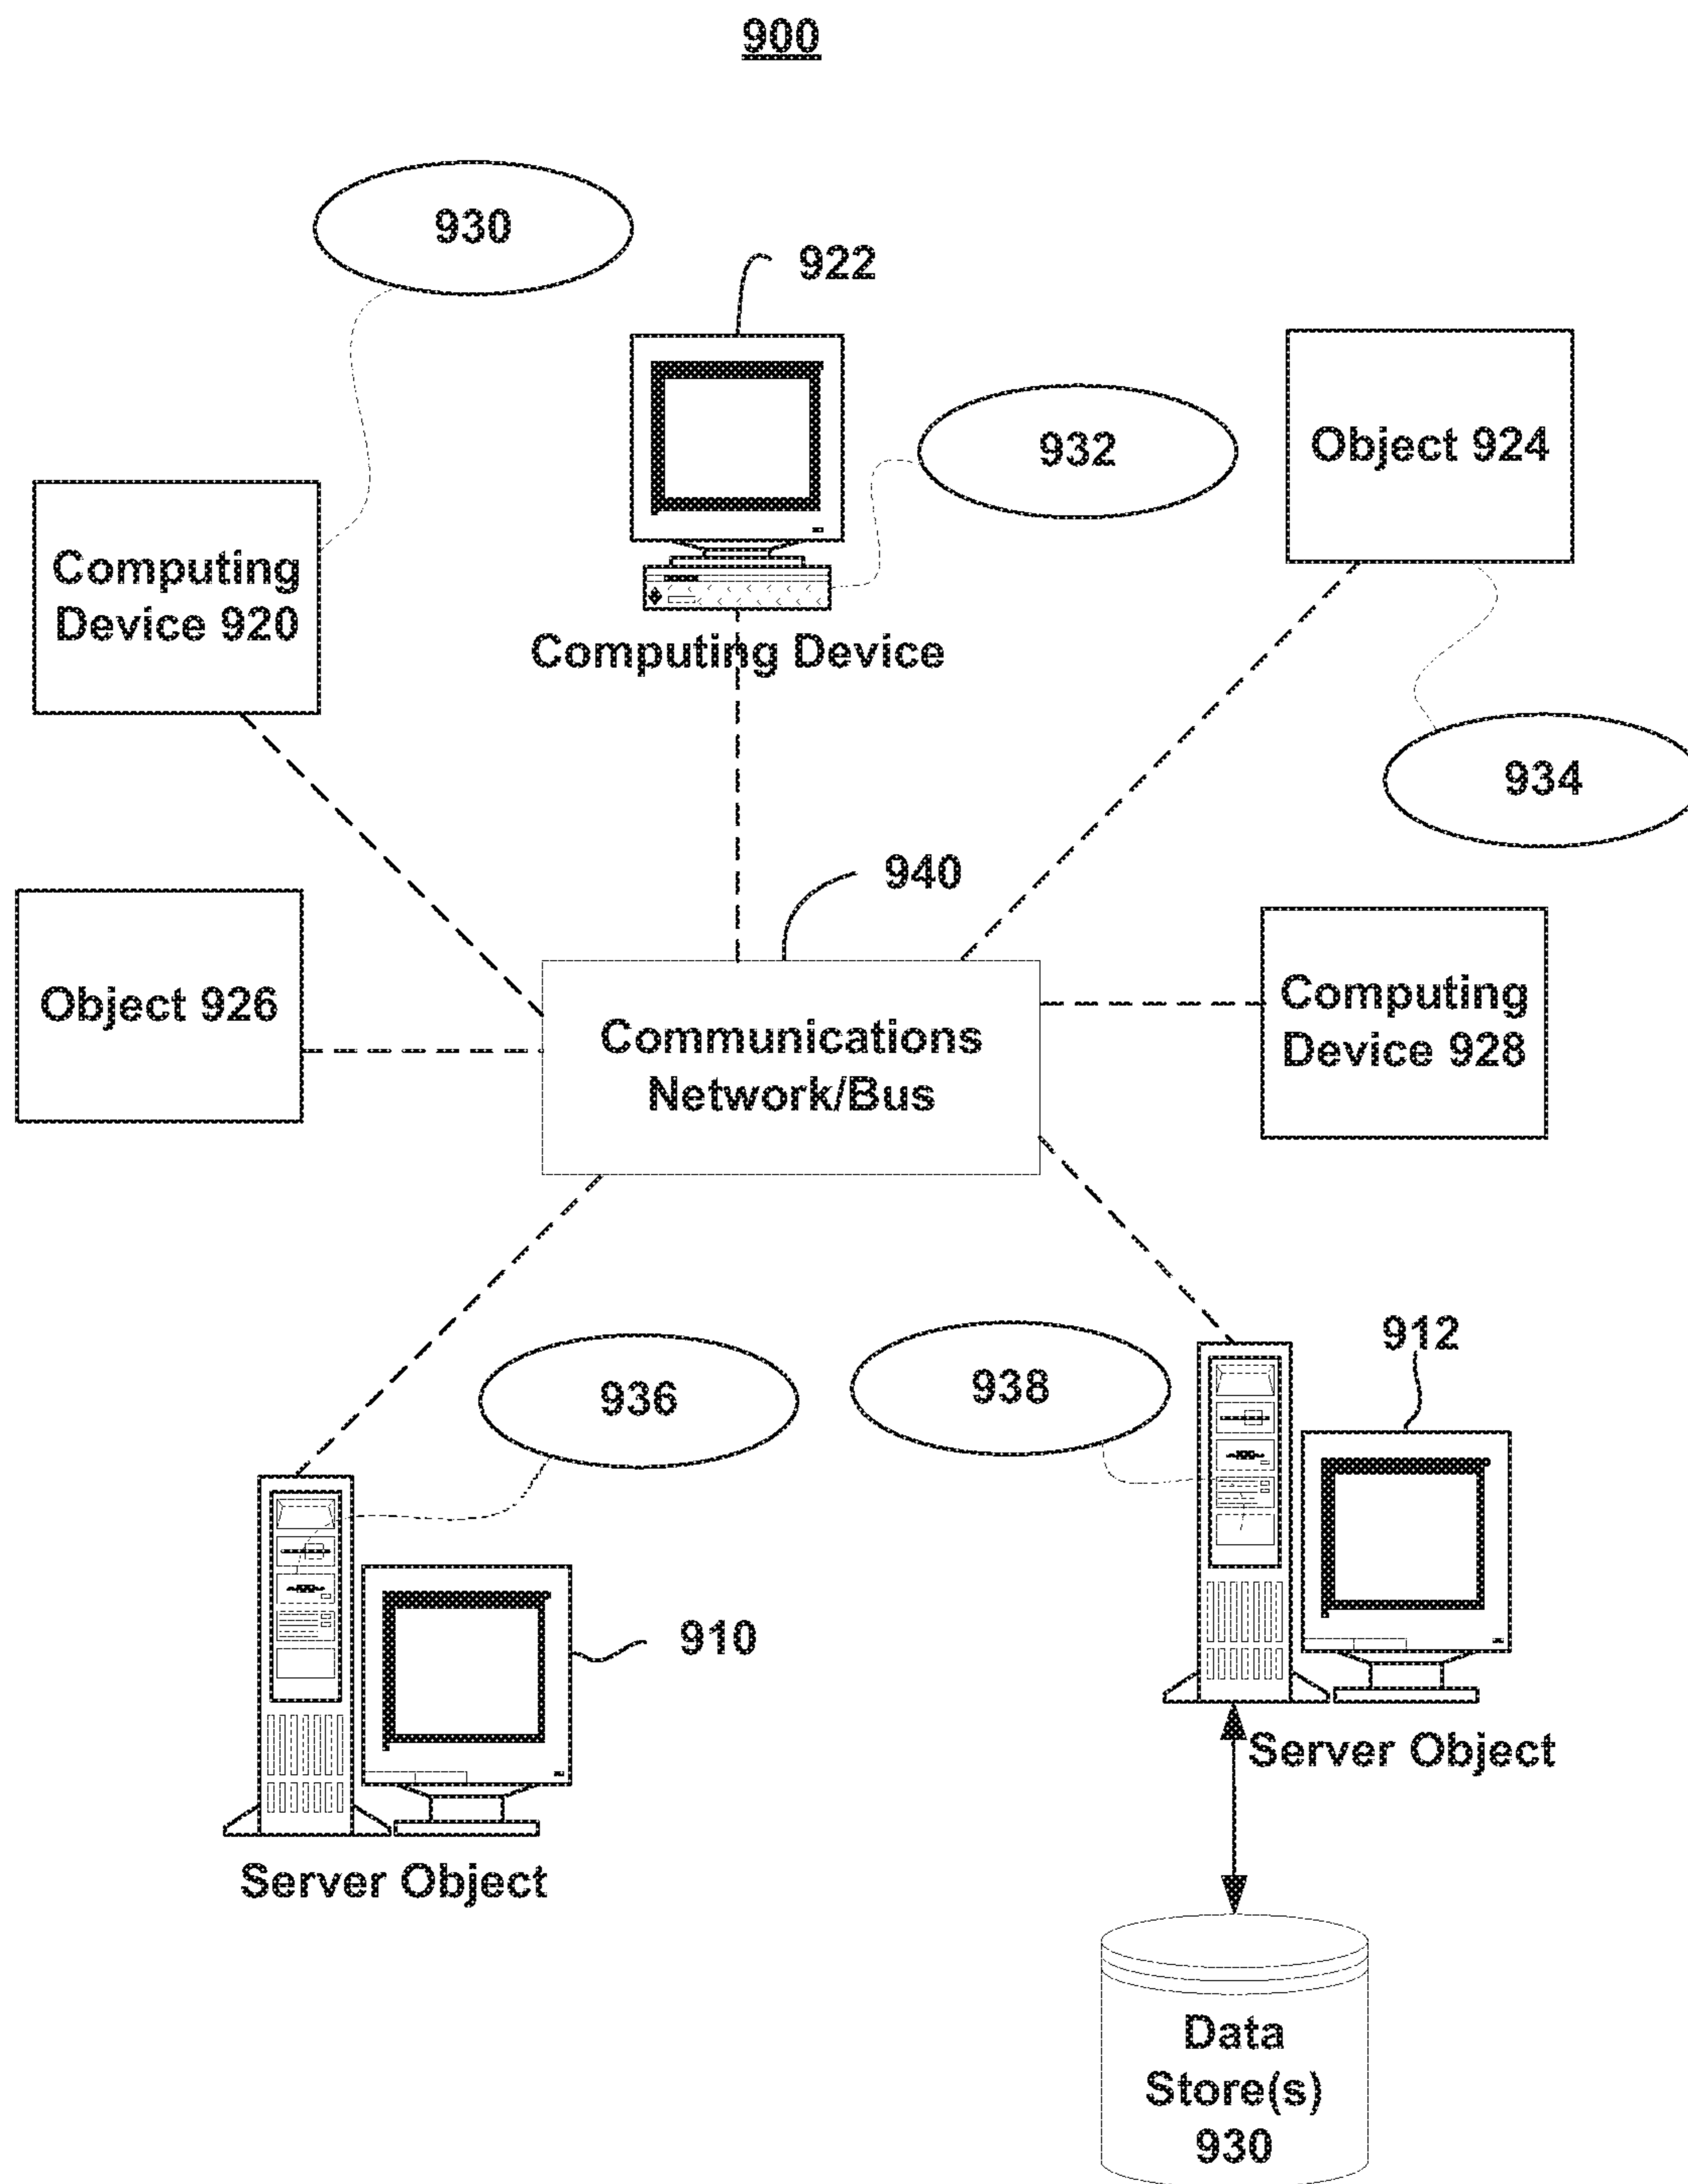 900
930
922
932
Object 924
Computing
Device 920
Computing Device
934
940
Object 926
Communications
Network/Bus
Computing
Device 928
936
938
912
910
Server Object
Server Object
Data
Store(s)
930